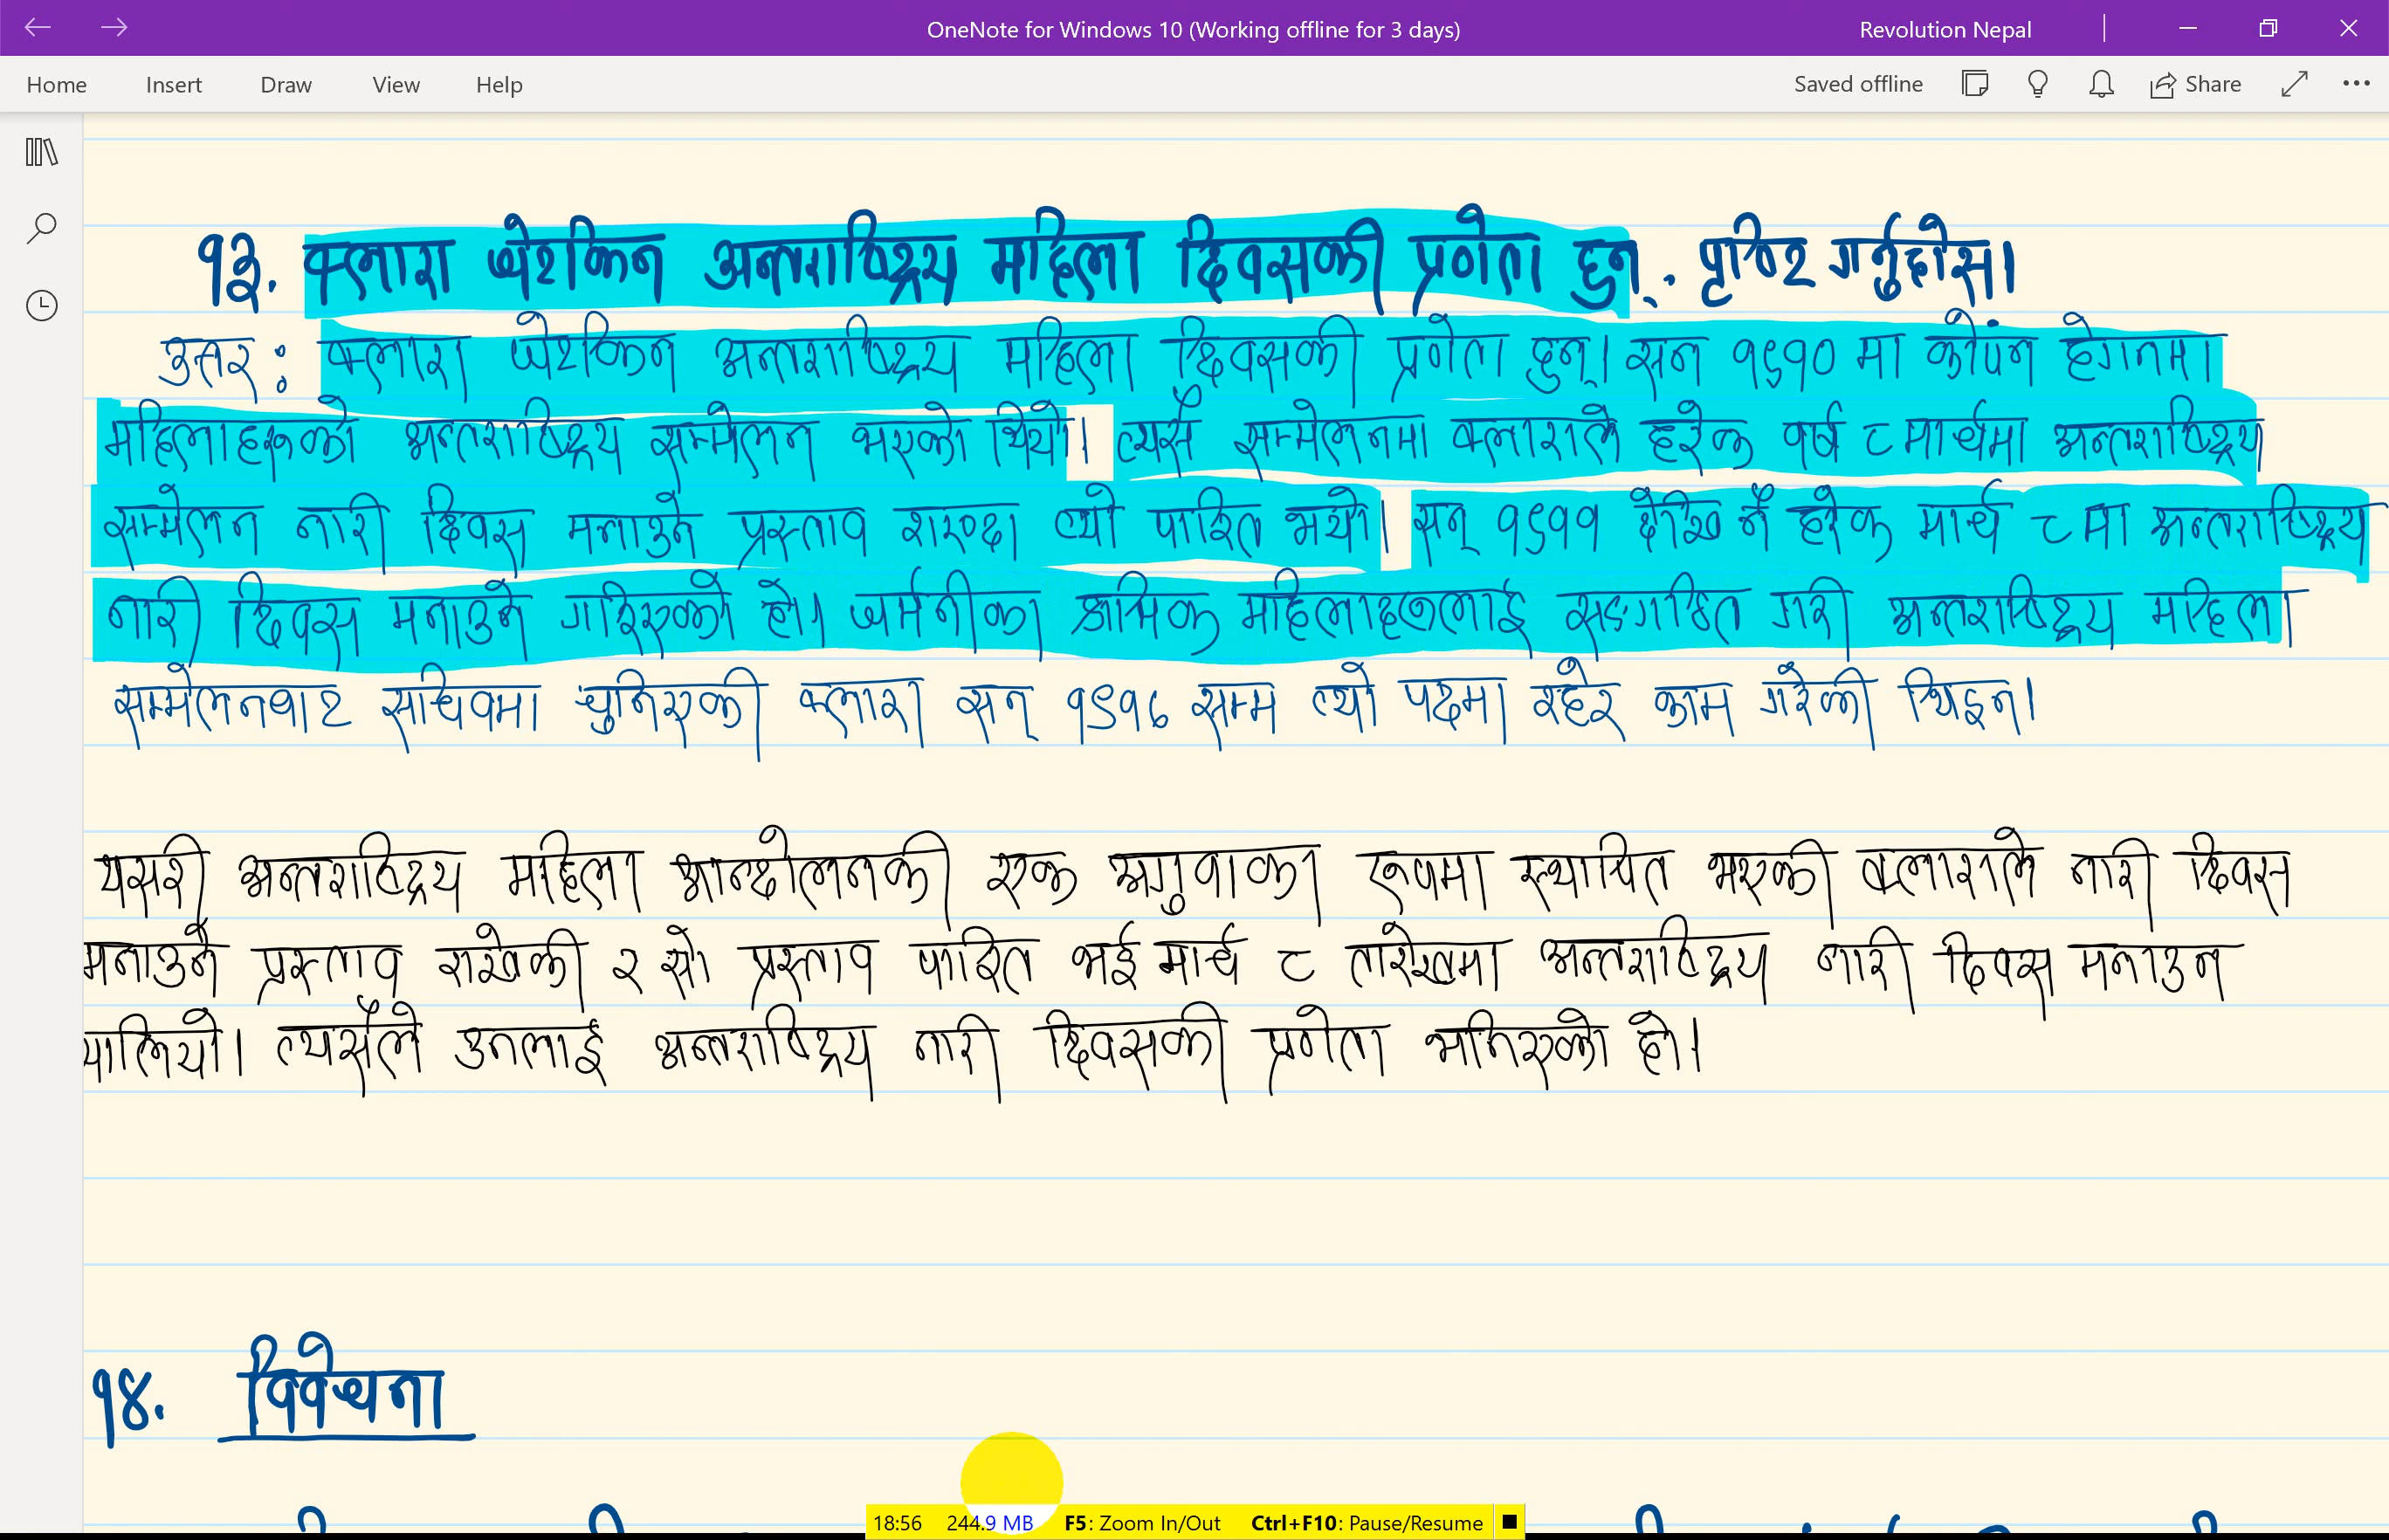 OneNote for Windows 10 (Working offline for 3 days)
Revolution Nepal
Home Insert Draw View Help
Saved offline Share
१३. क्लारा जेटकिन अन्तराष्ट्रिय महिला दिवसकी प्रणेता हुन्. पुष्टि गर्नुहोस।
उत्तर: क्लारा जेटकिन अन्तराष्ट्रिय महिला दिवसकी प्रणेता हुन्। सन १९१० मा कोपेन हेगनमा
महिलाहरूको अन्तराष्ट्रिय सम्मेलन भएको थियो। त्यसै सम्मेलनमा क्लाराले हरेक वर्ष ८ मार्चमा अन्तराष्ट्रिय
सम्मेलन नारी दिवस मनाउने प्रस्ताव राख्दा त्यो पारित भयो। सन् १९११ देखि नै हरेक मार्च ८ मा अन्तराष्ट्रिय
नारी दिवस मनाउने गरिएको हो। जर्मनीका श्रमिक महिलाहरूलाई सङ्गठित गरी अन्तराष्ट्रिय महिला
सम्मेलनबाट सचिवमा चुनिएकी क्लारा सन् १९१६ सम्म त्यो पदमा रहेर काम गरेकी थिइन।
यसरी अन्तराष्ट्रिय महिला आन्दोलनकी एक अगुवाका रूपमा स्थापित भएकी क्लाराले नारी दिवस
मनाउने प्रस्ताव राखेकी र सो प्रस्ताव पारित भई मार्च ८ तारेखमा अन्तराष्ट्रिय नारी दिवस मनाउन
थालियो। त्यसैले उनलाई अन्तराष्ट्रिय नारी दिवसकी प्रणेता भनिएको हो।
१४. विवेचना
18:56 244.9 MB F5: Zoom In/Out Ctrl+F10: Pause/Resume